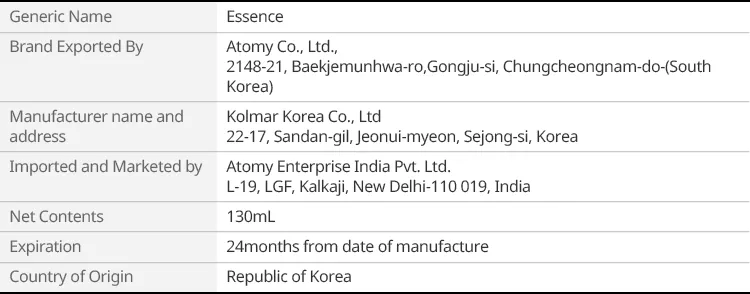 Generic Name Essence
Brand Exported By Atomy Co., Ltd.,
2148-21, Baekjemunhwa-ro,Gongju-si, Chungcheongnam-do-(South
Korea)
Manufacturer name and Kolmar Korea Co., Ltd
address 22-17, Sandan-gil, Jeonui-myeon, Sejong-si, Korea
Imported and Marketed by Atomy Enterprise India Pvt. Ltd.
L-19, LGF, Kalkaji, New Delhi-110 019, India
Net Contents 130mL
Expiration 24months from date of manufacture
Country of Origin Republic of Korea